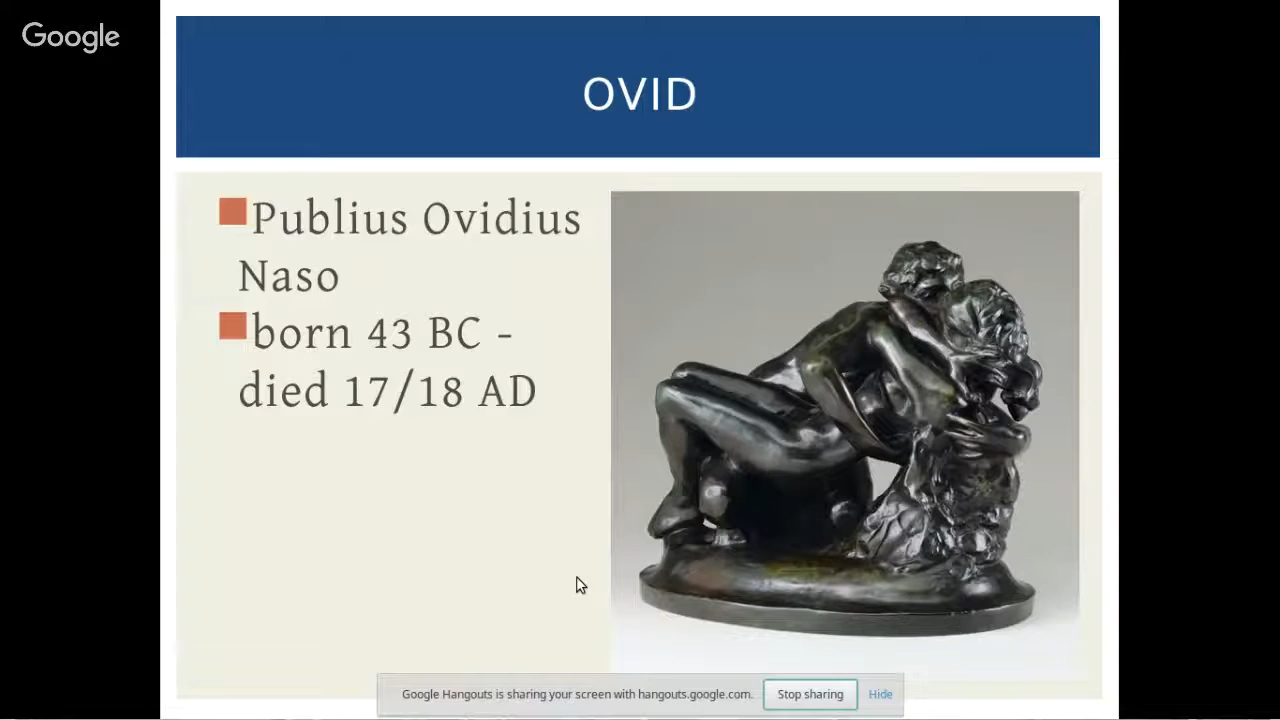 Google
OVID
Publius Ovidius
Naso
born 43 BC -
died 17/18 AD
Google Hangouts is sharing your screen with hangouts.google.com. Stop sharing Hide